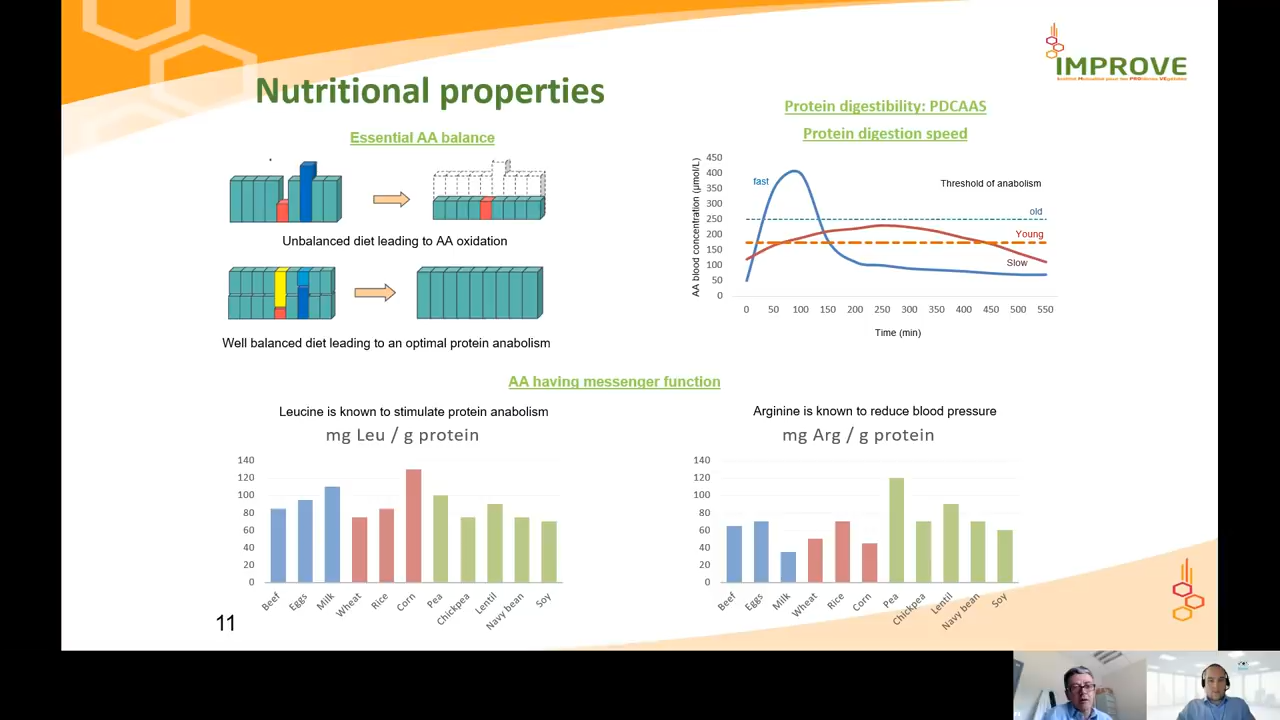 Nutritional properties
IMPROVE
Essential AA balance
Unbalanced diet leading to AA oxidation
Well balanced diet leading to an optimal protein anabolism
Protein digestibility: PDCAAS
Protein digestion speed
AA blood concentration (µmol/L)
450
400
350
300
250
200
150
100
50
0
fast
Threshold of anabolism
old
Young
Slow
0 50 100 150 200 250 300 350 400 450 500 550
Time (min)
AA having messenger function
Leucine is known to stimulate protein anabolism
mg Leu / g protein
140
120
100
80
60
40
20
0
Beef Eggs Milk Wheat Rice Corn Pea Chickpea Lentil Navy bean Soy
Arginine is known to reduce blood pressure
mg Arg / g protein
140
120
100
80
60
40
20
0
Beef Eggs Milk Wheat Rice Corn Pea Chickpea Lentil Navy bean Soy
11